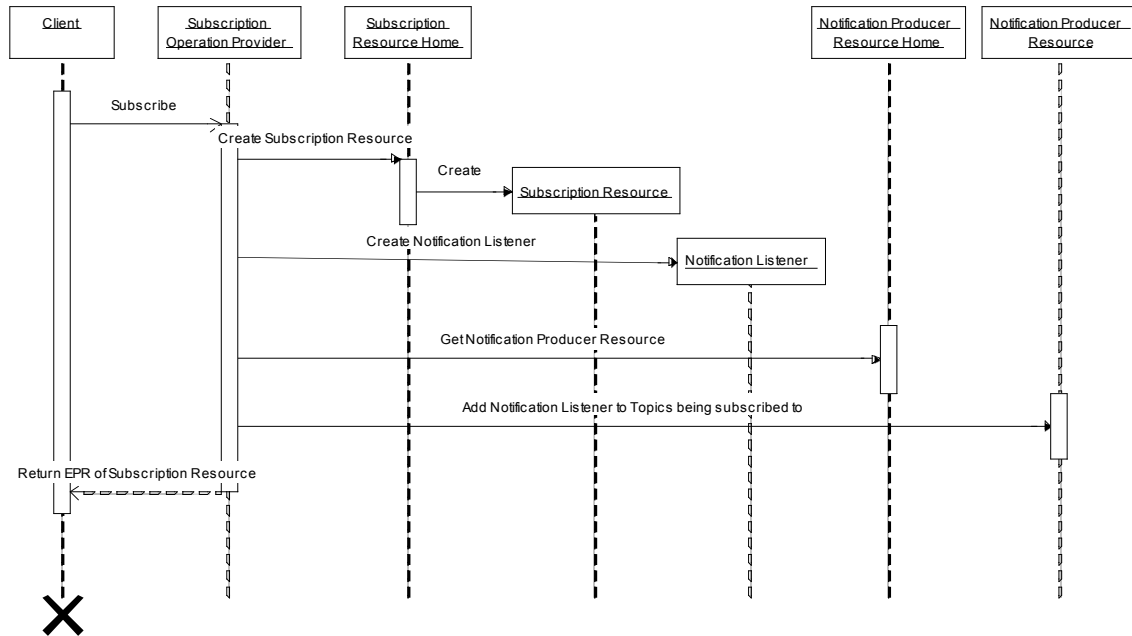 Client
Subscription
Operation Provider
Subscription
Resource Home
Notification Producer
Resource Home
Notification Producer
Resource
Subscribe
Create Subscription Resource
Create
Subscription Resource
Create Notification Listener
Notification Listener
Get Notification Producer Resource
Add Notification Listener to Topics being subscribed to
Return EPR of Subscription Resource